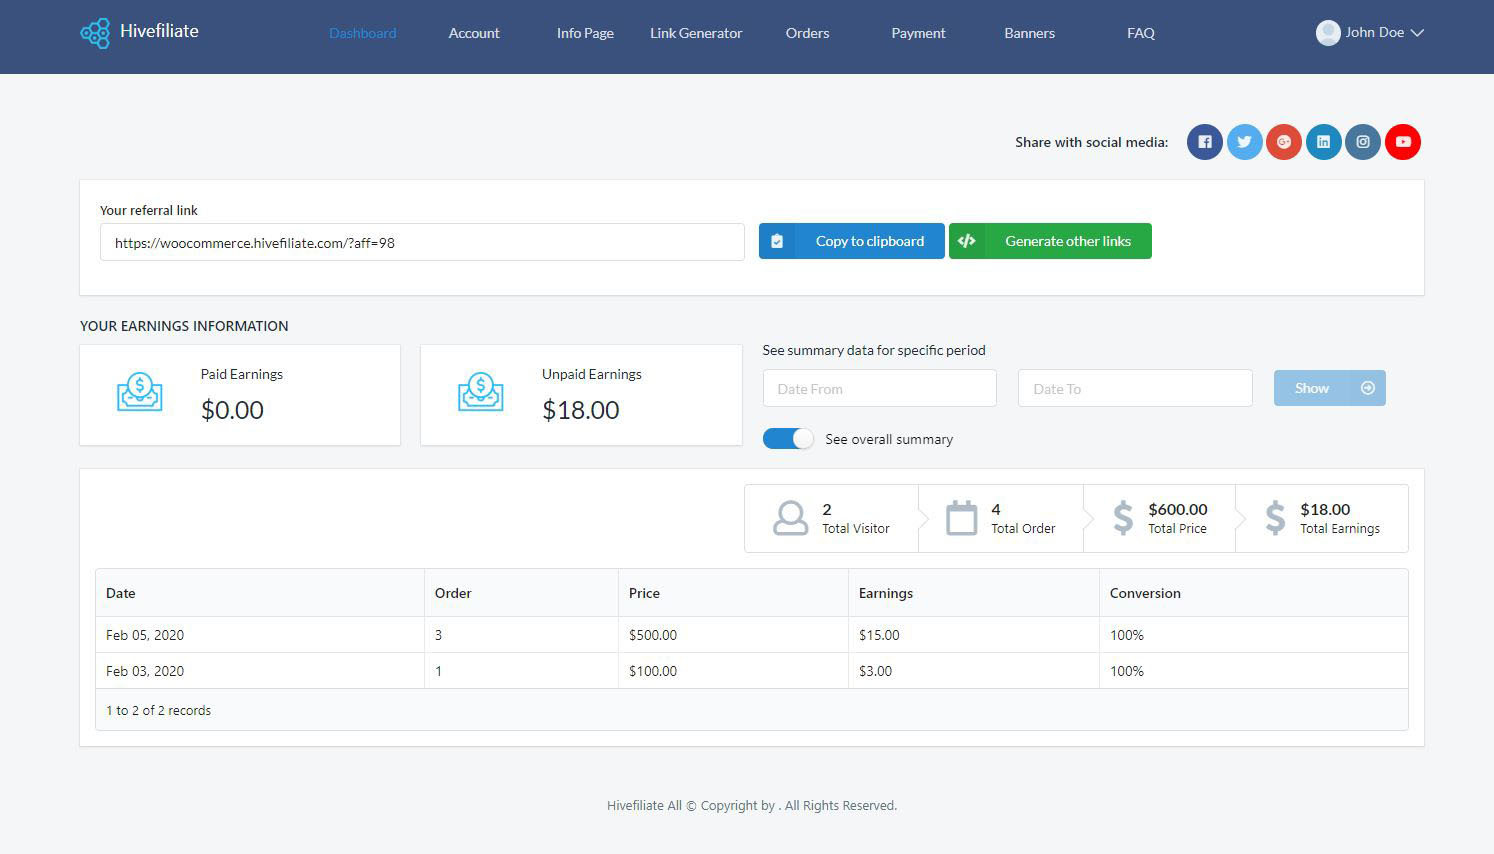 Hivefiliate
Dashboard Account Info Page Link Generator Orders Payment Banners FAQ John Doe
Share with social media:
Your referral link
https://woocommerce.hivefiliate.com/?aff=98 Copy to clipboard Generate other links
YOUR EARNINGS INFORMATION
Paid Earnings
$0.00
Unpaid Earnings
$18.00
See summary data for specific period
Date From Date To Show
See overall summary
2
Total Visitor
4
Total Order
$600.00
Total Price
$18.00
Total Earnings
Date Order Price Earnings Conversion
Feb 05, 2020 3 $500.00 $15.00 100%
Feb 03, 2020 1 $100.00 $3.00 100%
1 to 2 of 2 records
Hivefiliate All © Copyright by . All Rights Reserved.